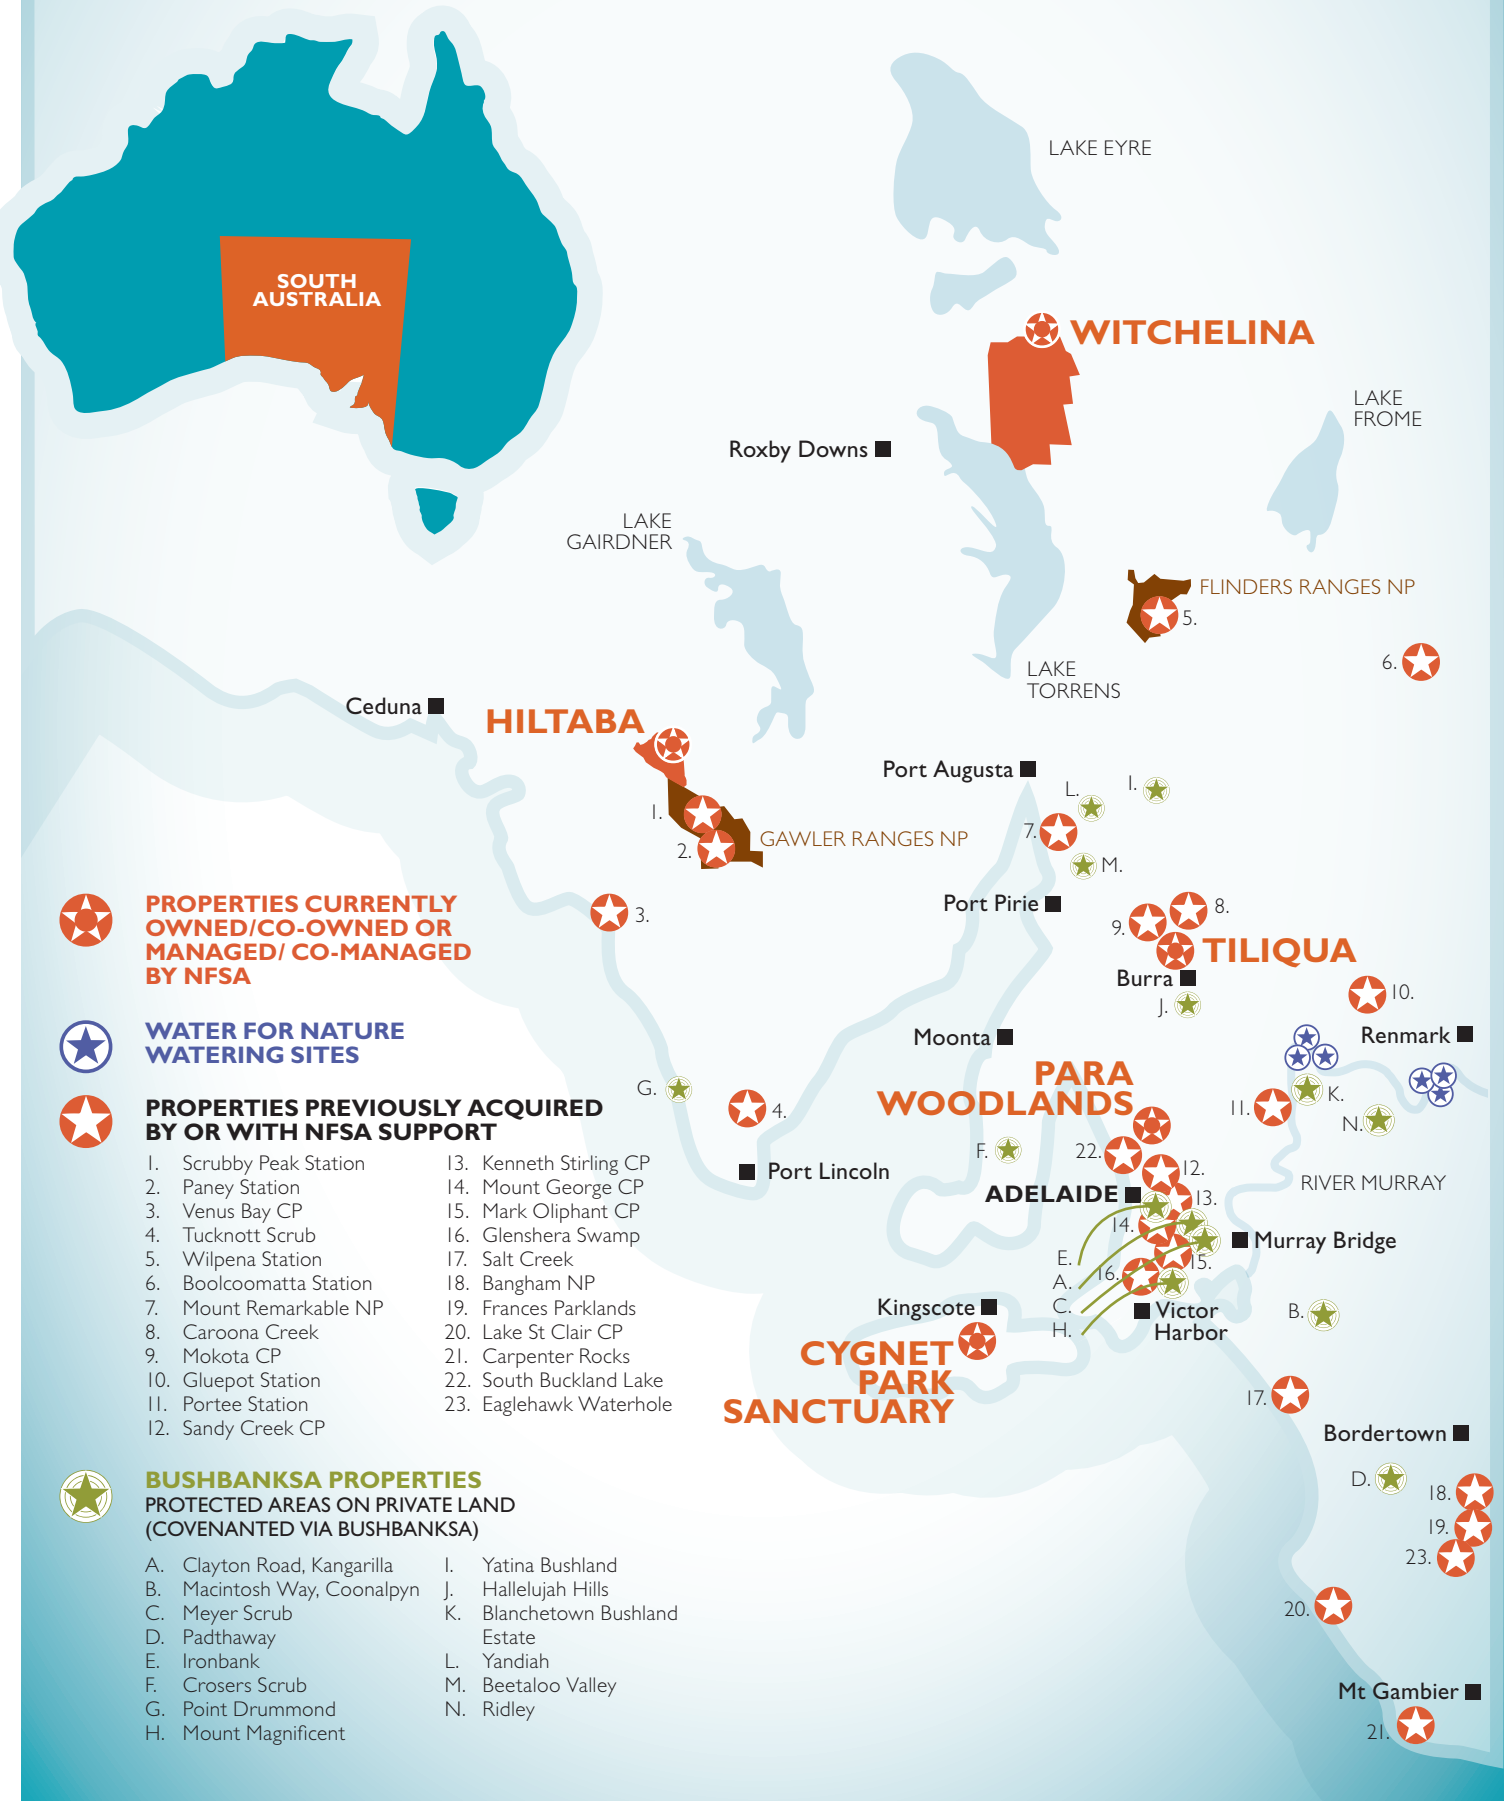 SOUTH
AUSTRALIA
LAKE EYRE
WITCHELINA
LAKE
FROME
Roxby Downs
LAKE
GAIRDNER
FLINDERS RANGES NP
5.
6.
LAKE
TORRENS
Ceduna
HILTABA
Port Augusta
L.
I.
1.
2.
GAWLER RANGES NP
7.
M.
Port Pirie
3.
8.
9.
TILIQUA
Burra
J.
10.
Moonta
Renmark
PARA
WOODLANDS
G.
4.
K.
11.
N.
F.
22.
12.
Port Lincoln
RIVER MURRAY
ADELAIDE
13.
14.
Murray Bridge
E.
15.
A.
16.
C.
H.
Kingscote
Victor
Harbor
B.
CYGNET
PARK
SANCTUARY
17.
Bordertown
D.
18.
19.
23.
20.
Mt Gambier
21.
PROPERTIES CURRENTLY
OWNED/CO-OWNED OR
MANAGED/ CO-MANAGED
BY NFSA
WATER FOR NATURE
WATERING SITES
PROPERTIES PREVIOUSLY ACQUIRED
BY OR WITH NFSA SUPPORT
1. Scrubby Peak Station
2. Paney Station
3. Venus Bay CP
4. Tucknott Scrub
5. Wilpena Station
6. Boolcoomatta Station
7. Mount Remarkable NP
8. Caroona Creek
9. Mokota CP
10. Gluepot Station
11. Portee Station
12. Sandy Creek CP
13. Kenneth Stirling CP
14. Mount George CP
15. Mark Oliphant CP
16. Glenshera Swamp
17. Salt Creek
18. Bangham NP
19. Frances Parklands
20. Lake St Clair CP
21. Carpenter Rocks
22. South Buckland Lake
23. Eaglehawk Waterhole
BUSHBANKSA PROPERTIES
PROTECTED AREAS ON PRIVATE LAND
(COVENANTED VIA BUSHBANKSA)
A. Clayton Road, Kangarilla
B. Macintosh Way, Coonalpyn
C. Meyer Scrub
D. Padthaway
E. Ironbank
F. Crosers Scrub
G. Point Drummond
H. Mount Magnificent
I. Yatina Bushland
J. Hallelujah Hills
K. Blanchetown Bushland
Estate
L. Yandiah
M. Beetaloo Valley
N. Ridley